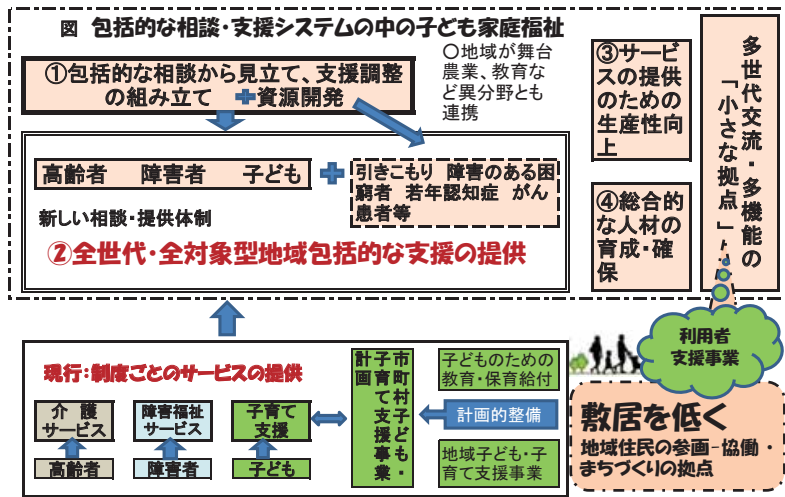 図 包括的な相談・支援システムの中の子ども家庭福祉
①包括的な相談から見立て、支援調整
の組み立て ＋資源開発
〇地域が舞台
農業、教育な
ど異分野とも
連携
③サービ
スの提供
のための
生産性向
上
④総合的
な人材の
育成・確
保
多世代交流・多機能の
「小さな拠点」
高齢者 障害者 子ども
引きこもり 障害のある困
窮者 若年認知症 がん
患者等
新しい相談・提供体制
②全世代・全対象型地域包括的な支援の提供
現行：制度ごとのサービスの提供
介 護
サービス
障害福祉
サービス
子育て
支援
高齢者
障害者
子ども
市町村子ども・
子育て支援事業
計画
子どものための
教育・保育給付
計画的整備
地域子ども・子
育て支援事業
利用者
支援事業
敷居を低く
地域住民の参画-協働・
まちづくりの拠点